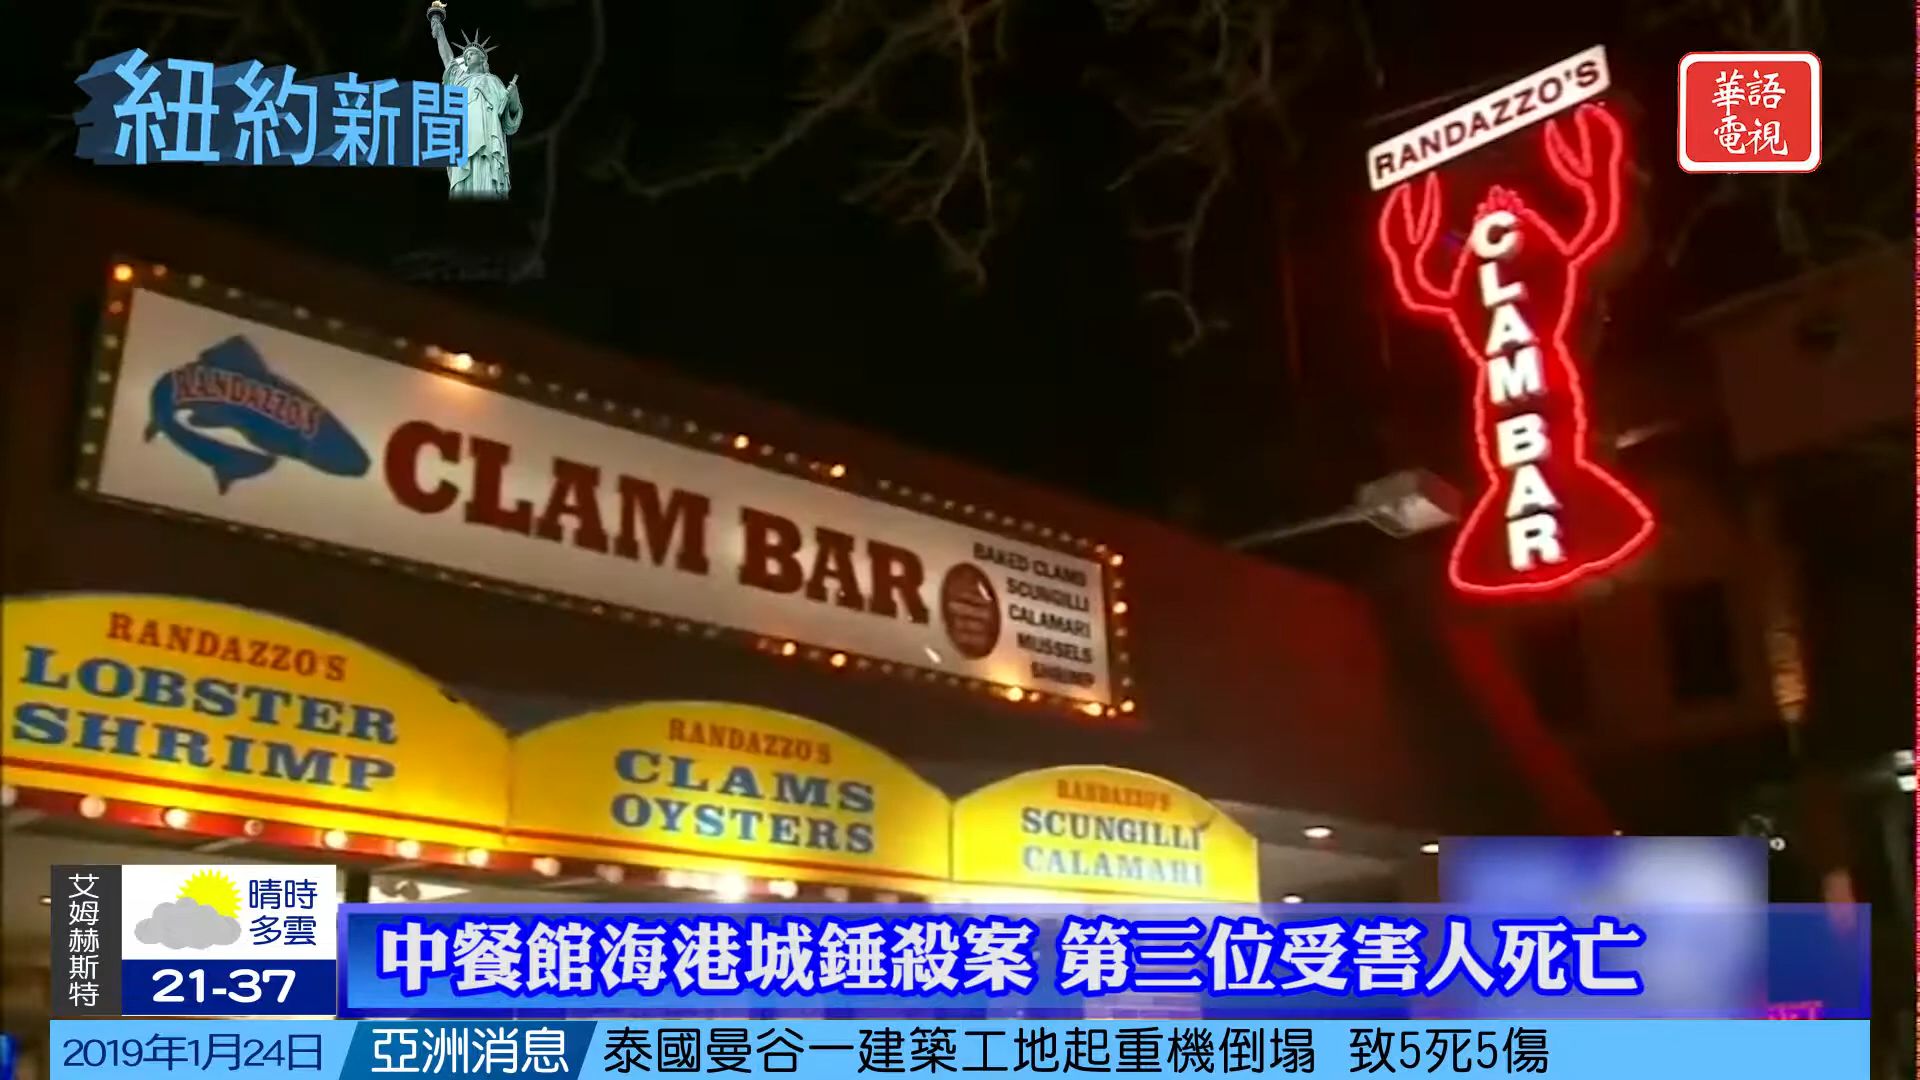 紐約新聞
華語
電視
RANDAZZO'S
CLAM BAR
RANDAZZO'S
CLAM BAR
BAKED CLAMS
SCUNGILLI
CALAMARI
MUSSELS
SHRIMP
RANDAZZO'S
LOBSTER
SHRIMP
RANDAZZO'S
CLAMS
OYSTERS
RANDAZZO'S
SCUNGILLI
CALAMARI
艾姆赫斯特
晴時
多雲
21-37
中餐館海港城錘殺案 第三位受害人死亡
2019年1月24日
亞洲消息
泰國曼谷一建築工地起重機倒塌 致5死5傷